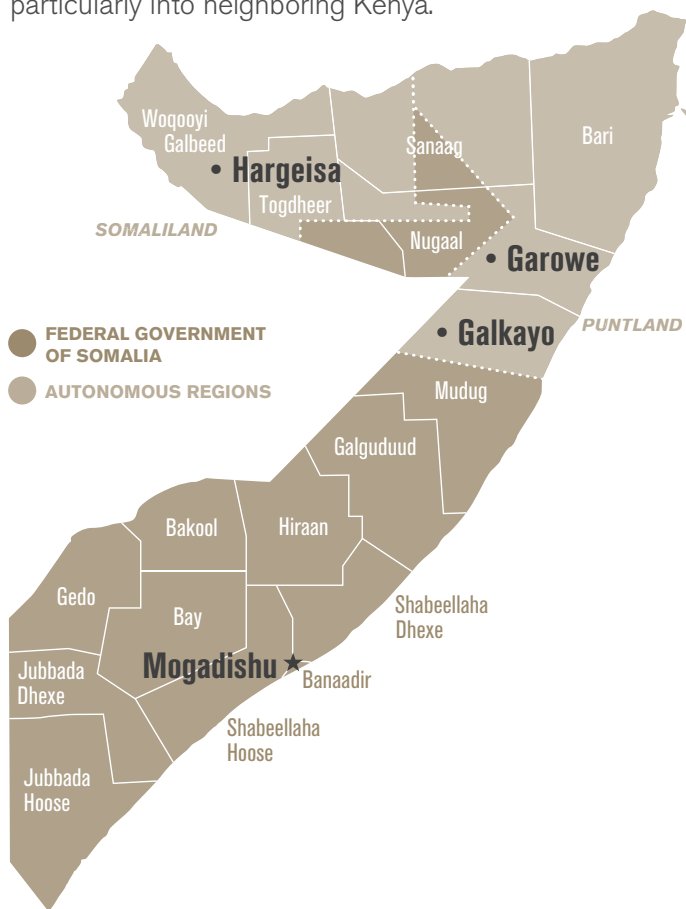 particularly into neighboring Kenya.
Woqooyi
Galbeed
Sanaag
Bari
Hargeisa
Togdheer
SOMALILAND
Nugaal
Garowe
FEDERAL GOVERNMENT
OF SOMALIA
Galkayo
PUNTLAND
AUTONOMOUS REGIONS
Mudug
Galguduud
Bakool
Hiraan
Gedo
Bay
Shabeellaha
Dhexe
Mogadishu
Banaadir
Jubbada
Dhexe
Shabeellaha
Hoose
Jubbada
Hoose